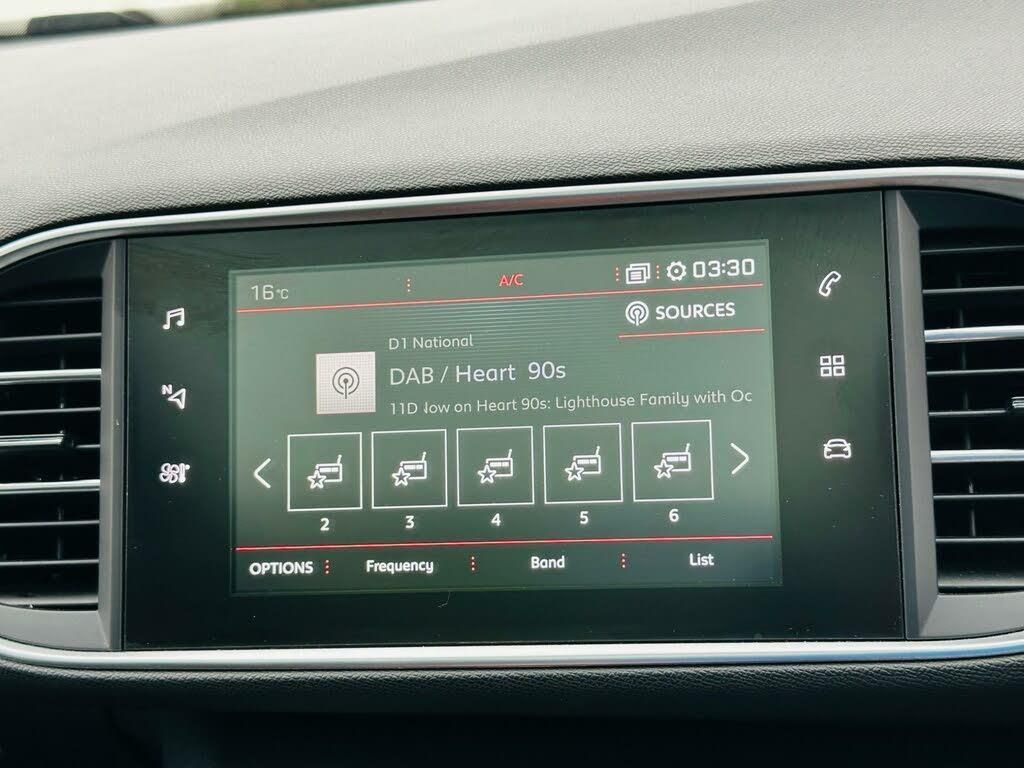 16°C A/C 03:30
SOURCES
D1 National
DAB / Heart 90s
11D Now on Heart 90s: Lighthouse Family with Oc
N
2 3 4 5 6
OPTIONS Frequency Band List